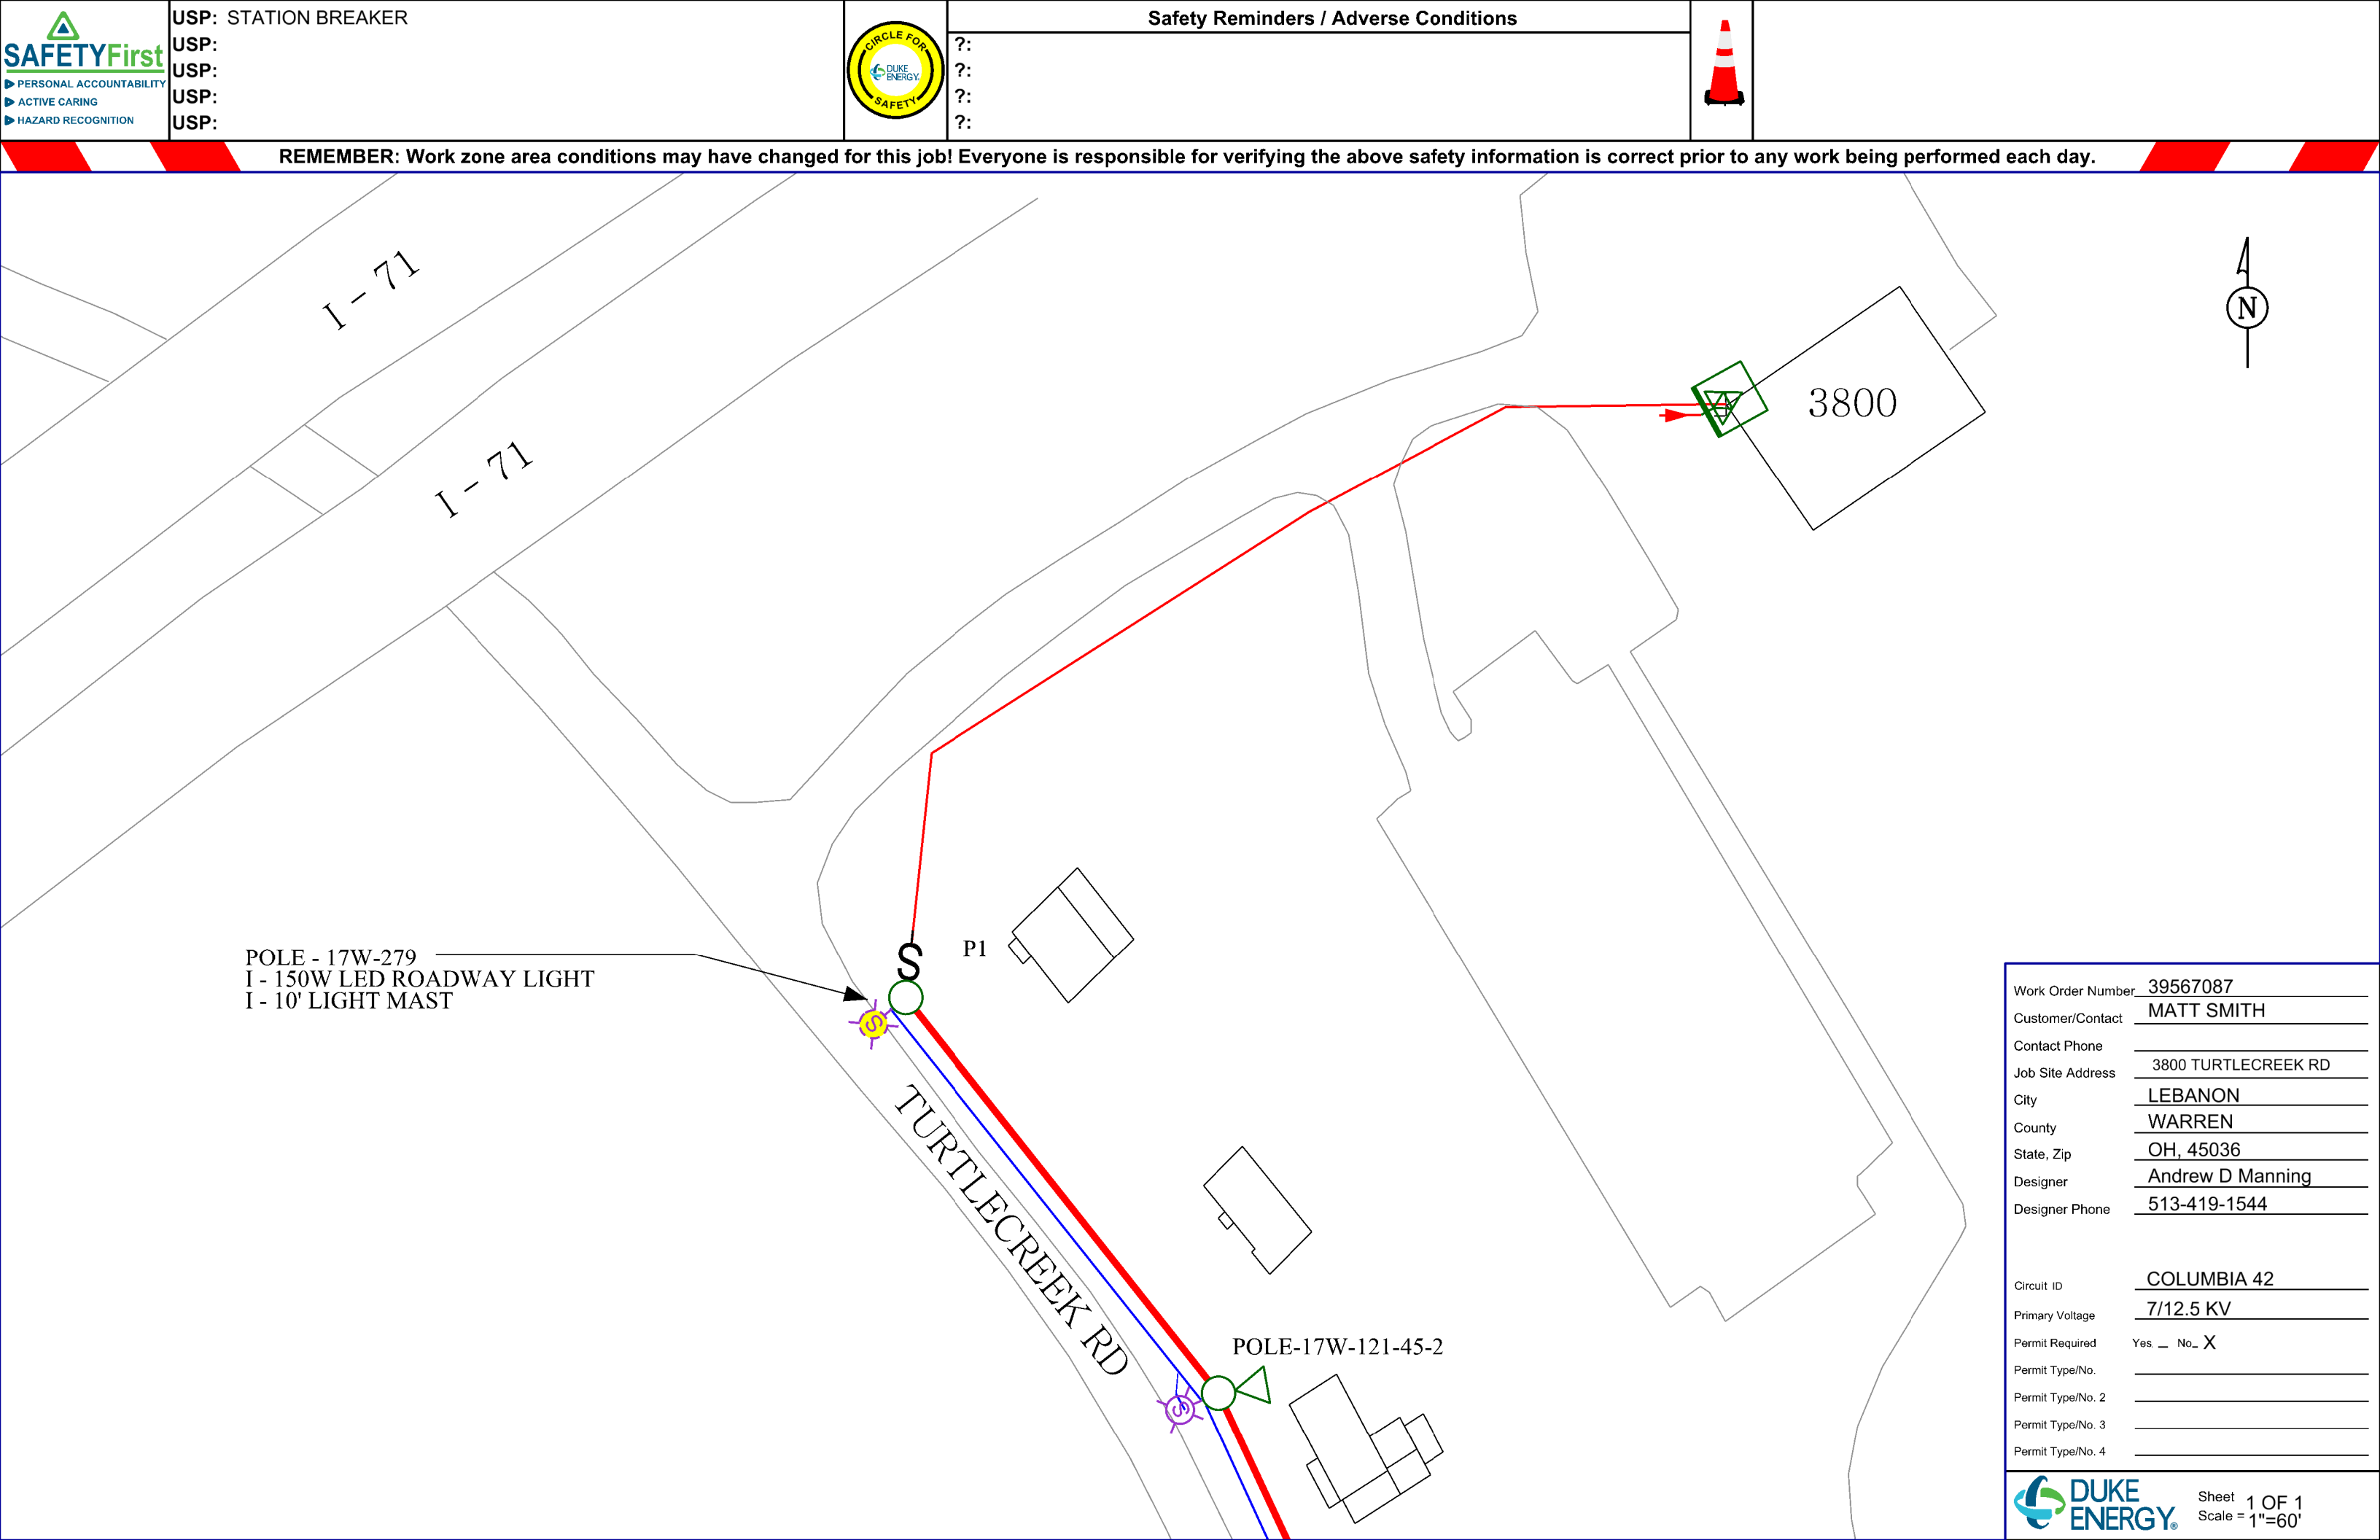 SAFETYFirst
PERSONAL ACCOUNTABILITY
ACTIVE CARING
HAZARD RECOGNITION
USP: STATION BREAKER
USP:
USP:
USP:
USP:
CIRCLE FOR
DUKE
ENERGY®
SAFETY
Safety Reminders / Adverse Conditions
?:
?:
?:
?:
REMEMBER: Work zone area conditions may have changed for this job! Everyone is responsible for verifying the above safety information is correct prior to any work being performed each day.
I - 71
I - 71
N
3800
POLE - 17W-279
I - 150W LED ROADWAY LIGHT
I - 10' LIGHT MAST
S
P1
S
TURTLECREEK RD
POLE-17W-121-45-2
S
Work Order Number 39567087
Customer/Contact MATT SMITH
Contact Phone
Job Site Address 3800 TURTLECREEK RD
City LEBANON
County WARREN
State, Zip OH, 45036
Designer Andrew D Manning
Designer Phone 513-419-1544
Circuit ID COLUMBIA 42
Primary Voltage 7/12.5 KV
Permit Required Yes _ No_ X
Permit Type/No.
Permit Type/No. 2
Permit Type/No. 3
Permit Type/No. 4
DUKE
ENERGY®
Sheet 1 OF 1
Scale = 1"=60'